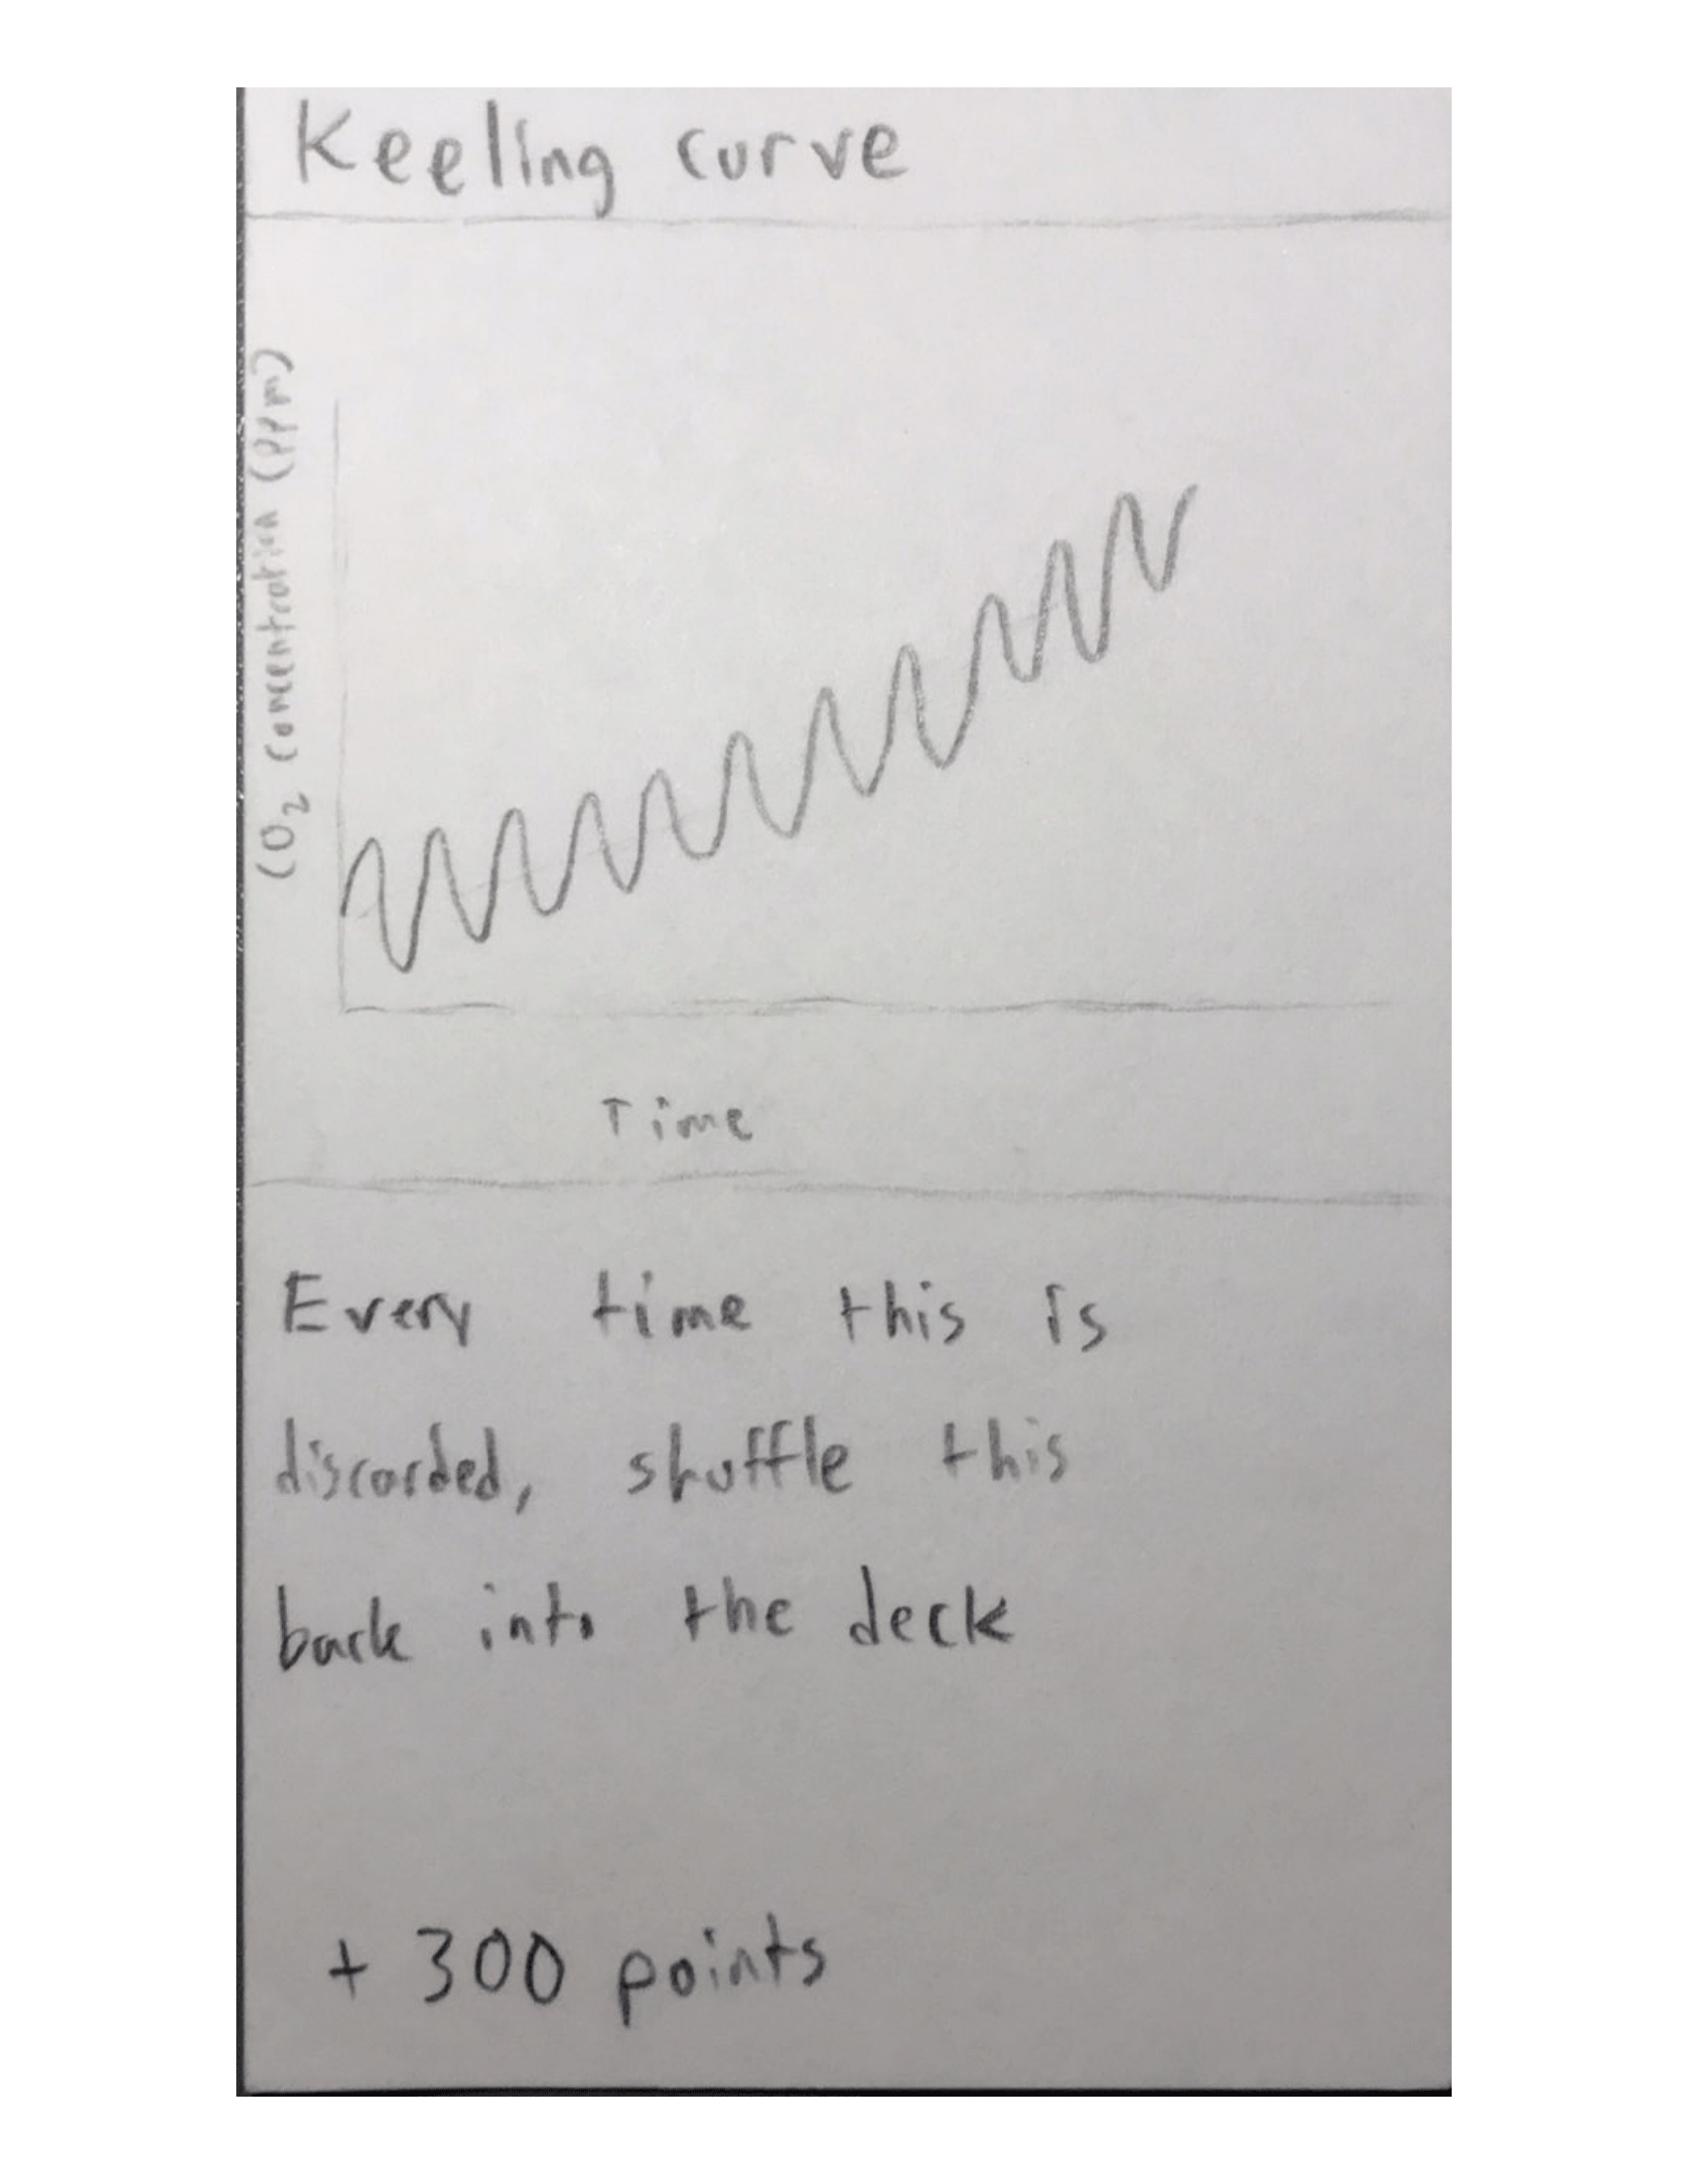 Keeling curve
CO₂ concentration (ppm)
Time
Every time this is
discarded, shuffle this
back into the deck
+ 300 points